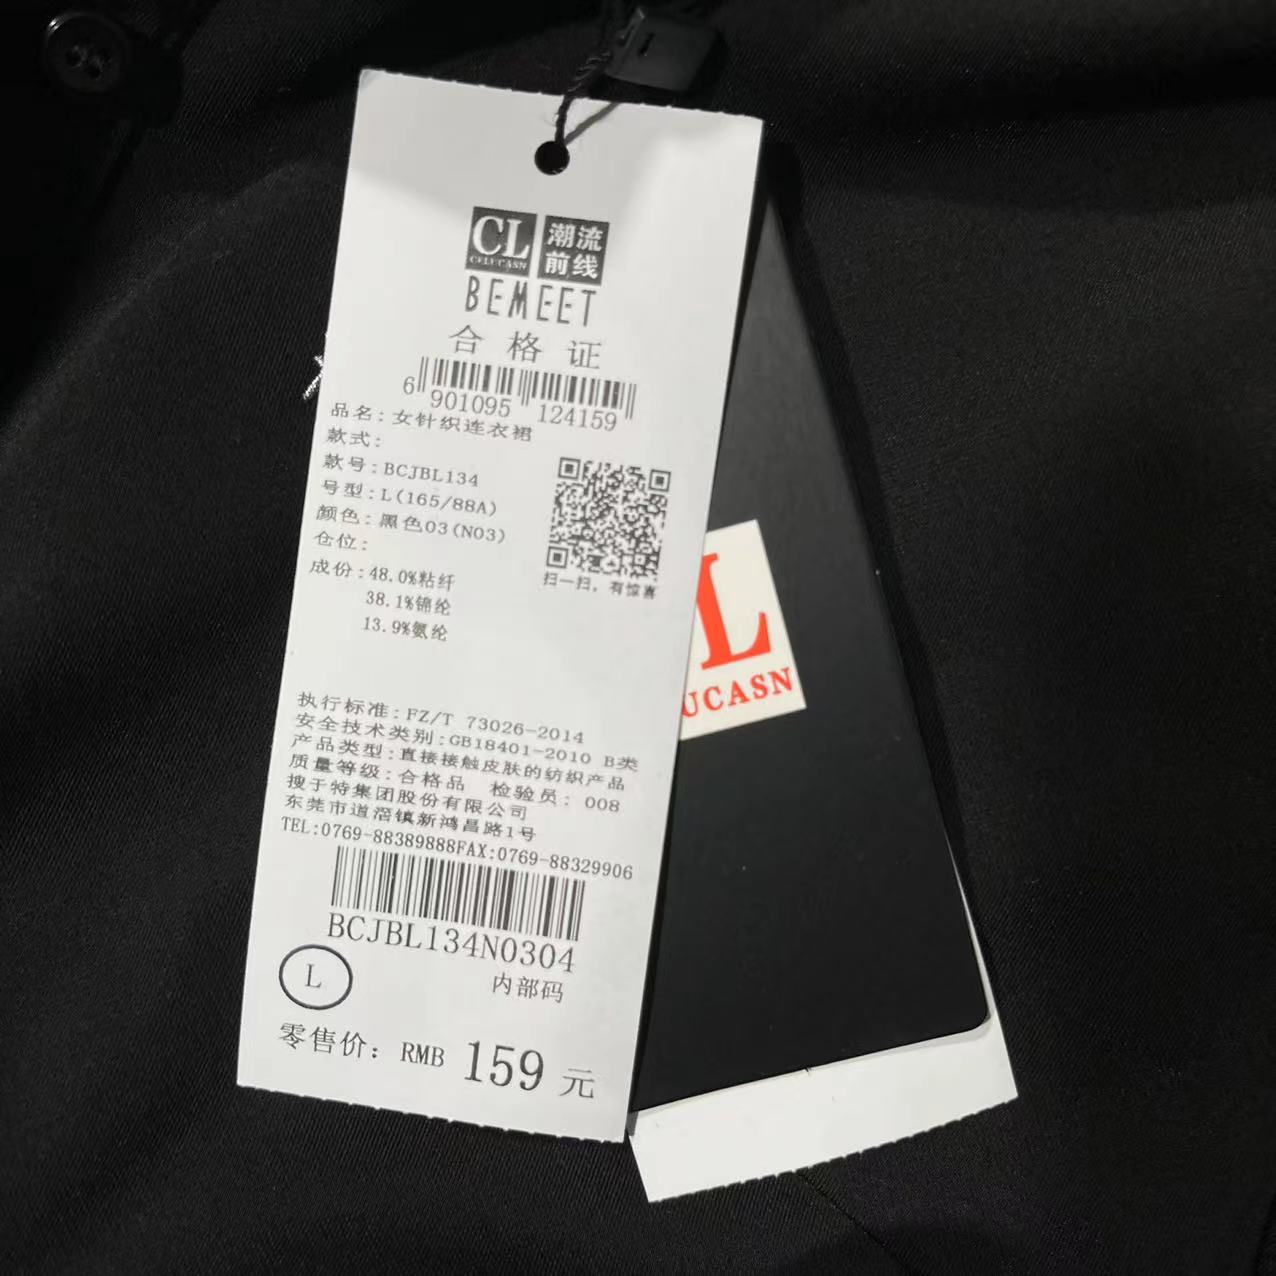 CL
CVLUCASN
潮流
前线
BEMEET
合格证
6 901095 124159
品名：女针织连衣裙
款式：
款号：BCJBL134
号型：L(165/88A)
颜色：黑色03(N03)
仓位：
成份：48.0%粘纤
38.1%锦纶
13.9%氨纶
扫一扫，有惊喜
执行标准：FZ/T 73026-2014
安全技术类别：GB18401-2010 B类
产品类型：直接接触皮肤的纺织产品
质量等级：合格品 检验员：008
搜于特集团股份有限公司
东莞市道滘镇新鸿昌路1号
TEL:0769-88389888FAX:0769-88329906
BCJBL134N0304
L
内部码
零售价：RMB 159 元
L
UCASN